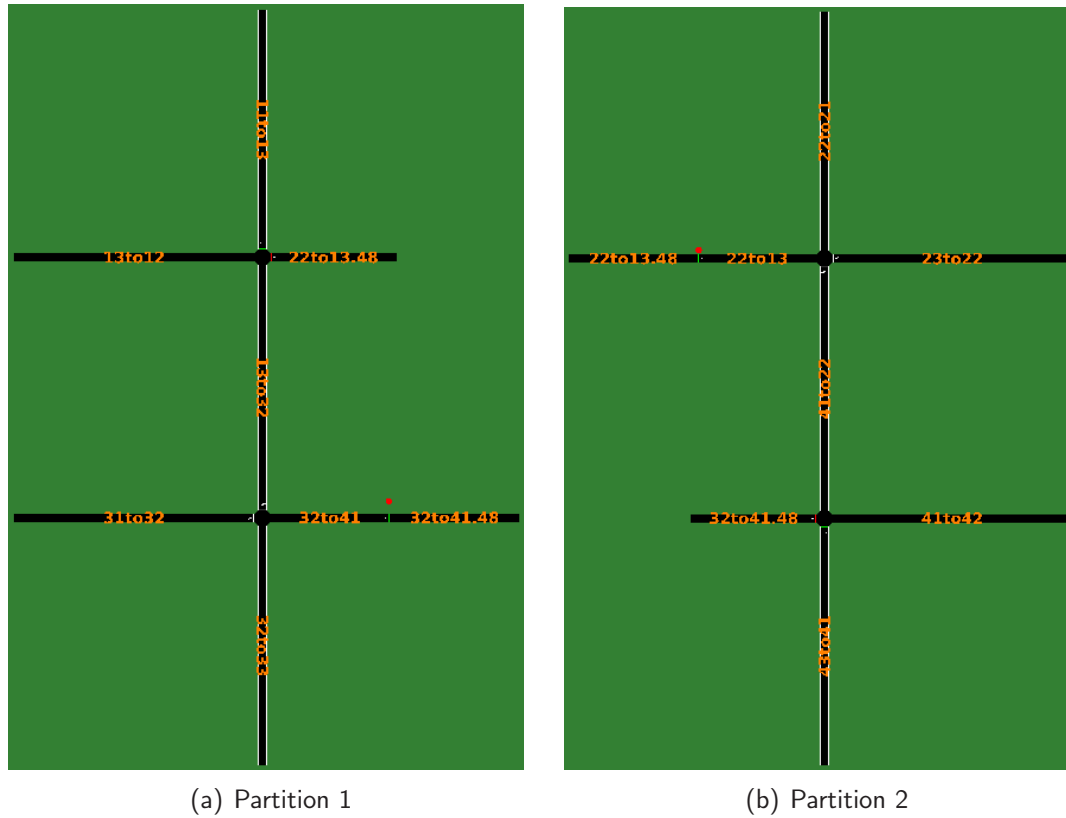 11to13
13to12
22to13.48
13to32
31to32
32to41
32to41.48
32to33
(a) Partition 1
22to21
22to13.48
22to13
23to22
41to22
32to41.48
41to42
43to41
(b) Partition 2